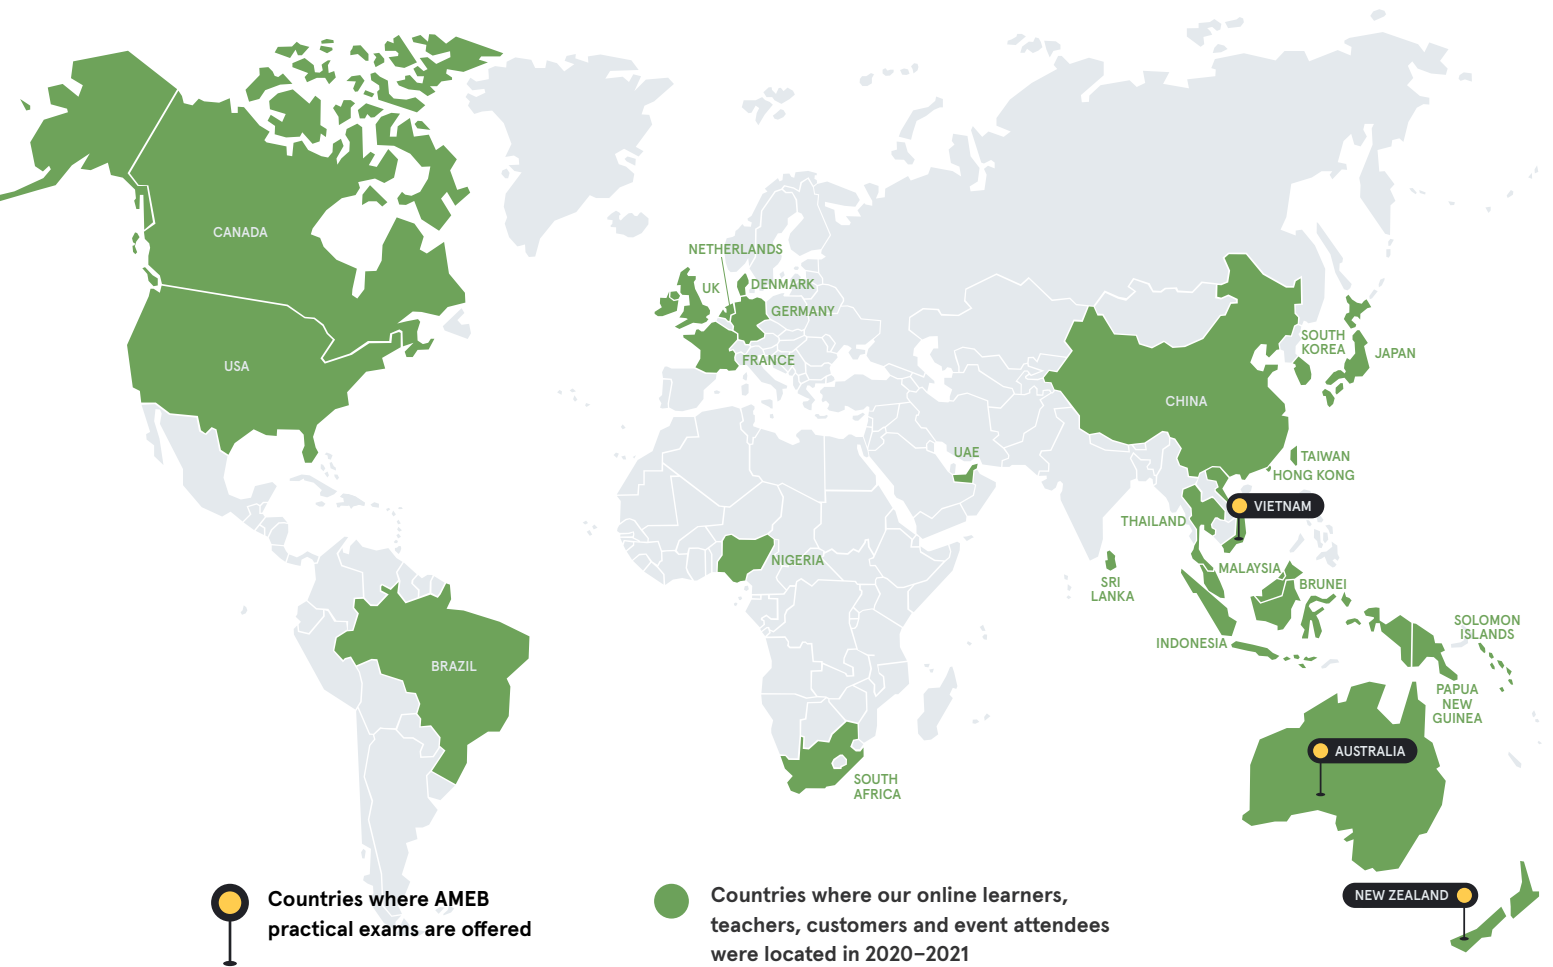 CANADA
USA
BRAZIL
NETHERLANDS
UK
DENMARK
GERMANY
FRANCE
UAE
NIGERIA
SOUTH
AFRICA
CHINA
SOUTH
KOREA
JAPAN
TAIWAN
HONG KONG
VIETNAM
THAILAND
MALAYSIA
BRUNEI
SRI
LANKA
INDONESIA
SOLOMON
ISLANDS
PAPUA
NEW
GUINEA
AUSTRALIA
NEW ZEALAND
Countries where AMEB
practical exams are offered
Countries where our online learners,
teachers, customers and event attendees
were located in 2020–2021